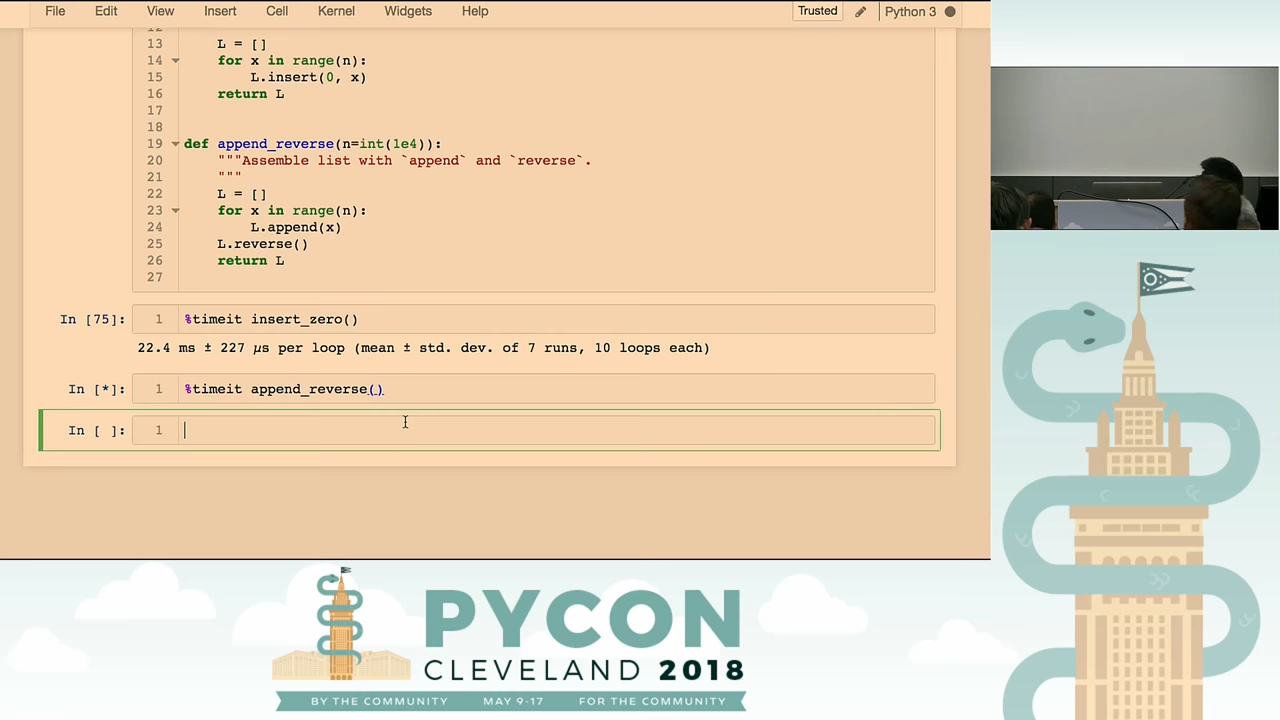 File Edit View Insert Cell Kernel Widgets Help Trusted Python 3
12
13 L = []
14 for x in range(n):
15 L.insert(0, x)
16 return L
17
18
19 def append_reverse(n=int(1e4)):
20 """Assemble list with `append` and `reverse`.
21 """
22 L = []
23 for x in range(n):
24 L.append(x)
25 L.reverse()
26 return L
27
In [75]: 1 %timeit insert_zero()
22.4 ms ± 227 µs per loop (mean ± std. dev. of 7 runs, 10 loops each)
In [*]: 1 %timeit append_reverse()
In [ ]: 1
PYCON
CLEVELAND 2018
BY THE COMMUNITY MAY 9-17 FOR THE COMMUNITY